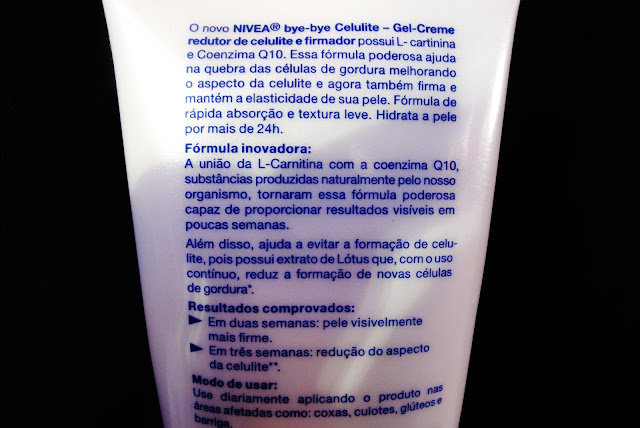 O novo NIVEA® bye-bye Celulite – Gel-Creme
redutor de celulite e firmador possui L- cartinina
e Coenzima Q10. Essa fórmula poderosa ajuda
na quebra das células de gordura melhorando
o aspecto da celulite e agora também firma e
mantém a elasticidade de sua pele. Fórmula de
rápida absorção e textura leve. Hidrata a pele
por mais de 24h.
Fórmula inovadora:
A união da L-Carnitina com a coenzima Q10,
substâncias produzidas naturalmente pelo nosso
organismo, tornaram essa fórmula poderosa
capaz de proporcionar resultados visíveis em
poucas semanas.
Além disso, ajuda a evitar a formação de celu-
lite, pois possui extrato de Lótus que, com o uso
contínuo, reduz a formação de novas células
de gordura*.
Resultados comprovados:
► Em duas semanas: pele visivelmente
mais firme.
► Em três semanas: redução do aspecto
da celulite**.
Modo de usar:
Use diariamente aplicando o produto nas
áreas afetadas como: coxas, culotes, glúteos e
barriga.